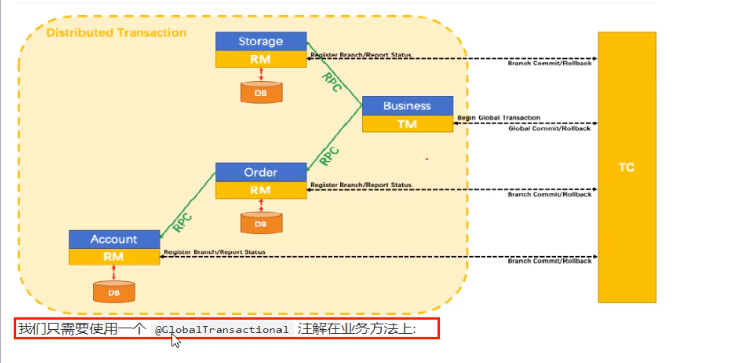 Distributed Transaction
Storage
RM
DB
Register Branch/Report Status
Branch Commit/Rollback
RPC
Business
TM
Begin Global Transaction
Global Commit/Rollback
TC
RPC
Order
RM
DB
Register Branch/Report Status
Branch Commit/Rollback
RPC
Account
RM
DB
Register Branch/Report Status
Branch Commit/Rollback
我们只需要使用一个 @GlobalTransactional 注解在业务方法上: